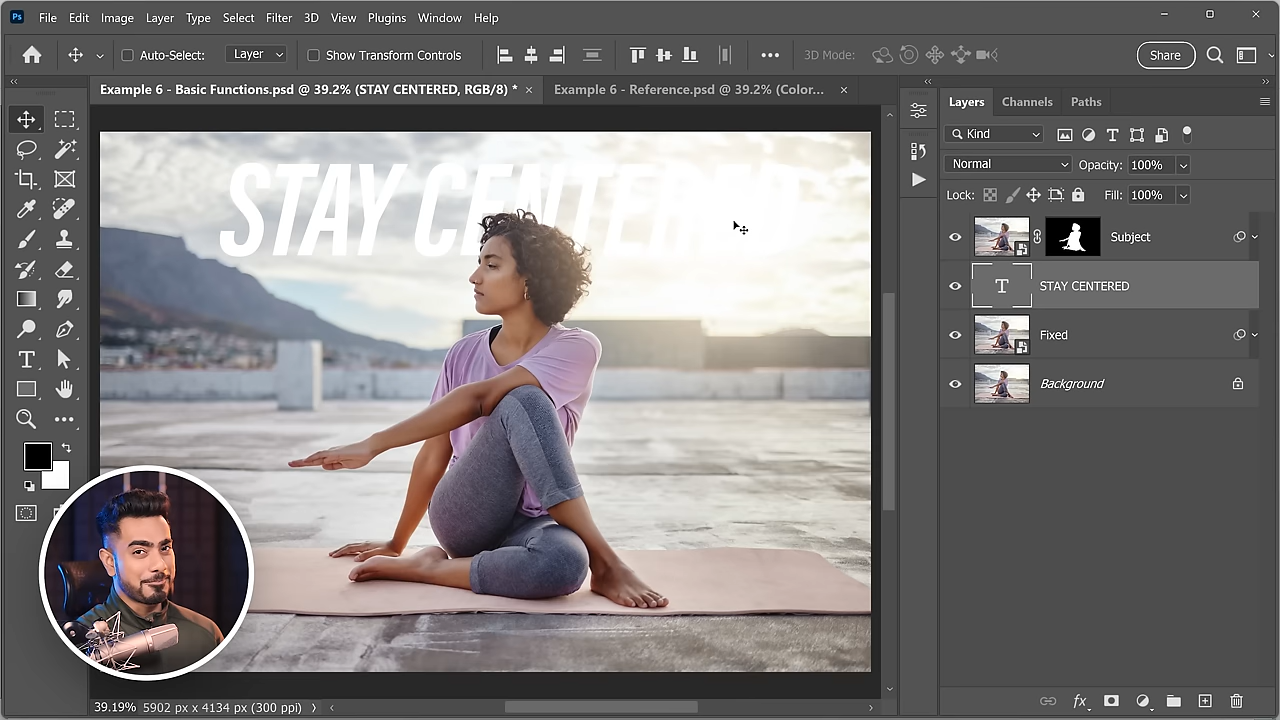 Ps File Edit Image Layer Type Select Filter 3D View Plugins Window Help
Auto-Select: Layer Show Transform Controls 3D Mode: Share
Example 6 - Basic Functions.psd @ 39.2% (STAY CENTERED, RGB/8) * Example 6 - Reference.psd @ 39.2% (Color...
STAY CENTERED
Layers Channels Paths
Kind
Normal Opacity: 100%
Lock: Fill: 100%
Subject
T STAY CENTERED
Fixed
Background
39.19% 5902 px x 4134 px (300 ppi)
fx